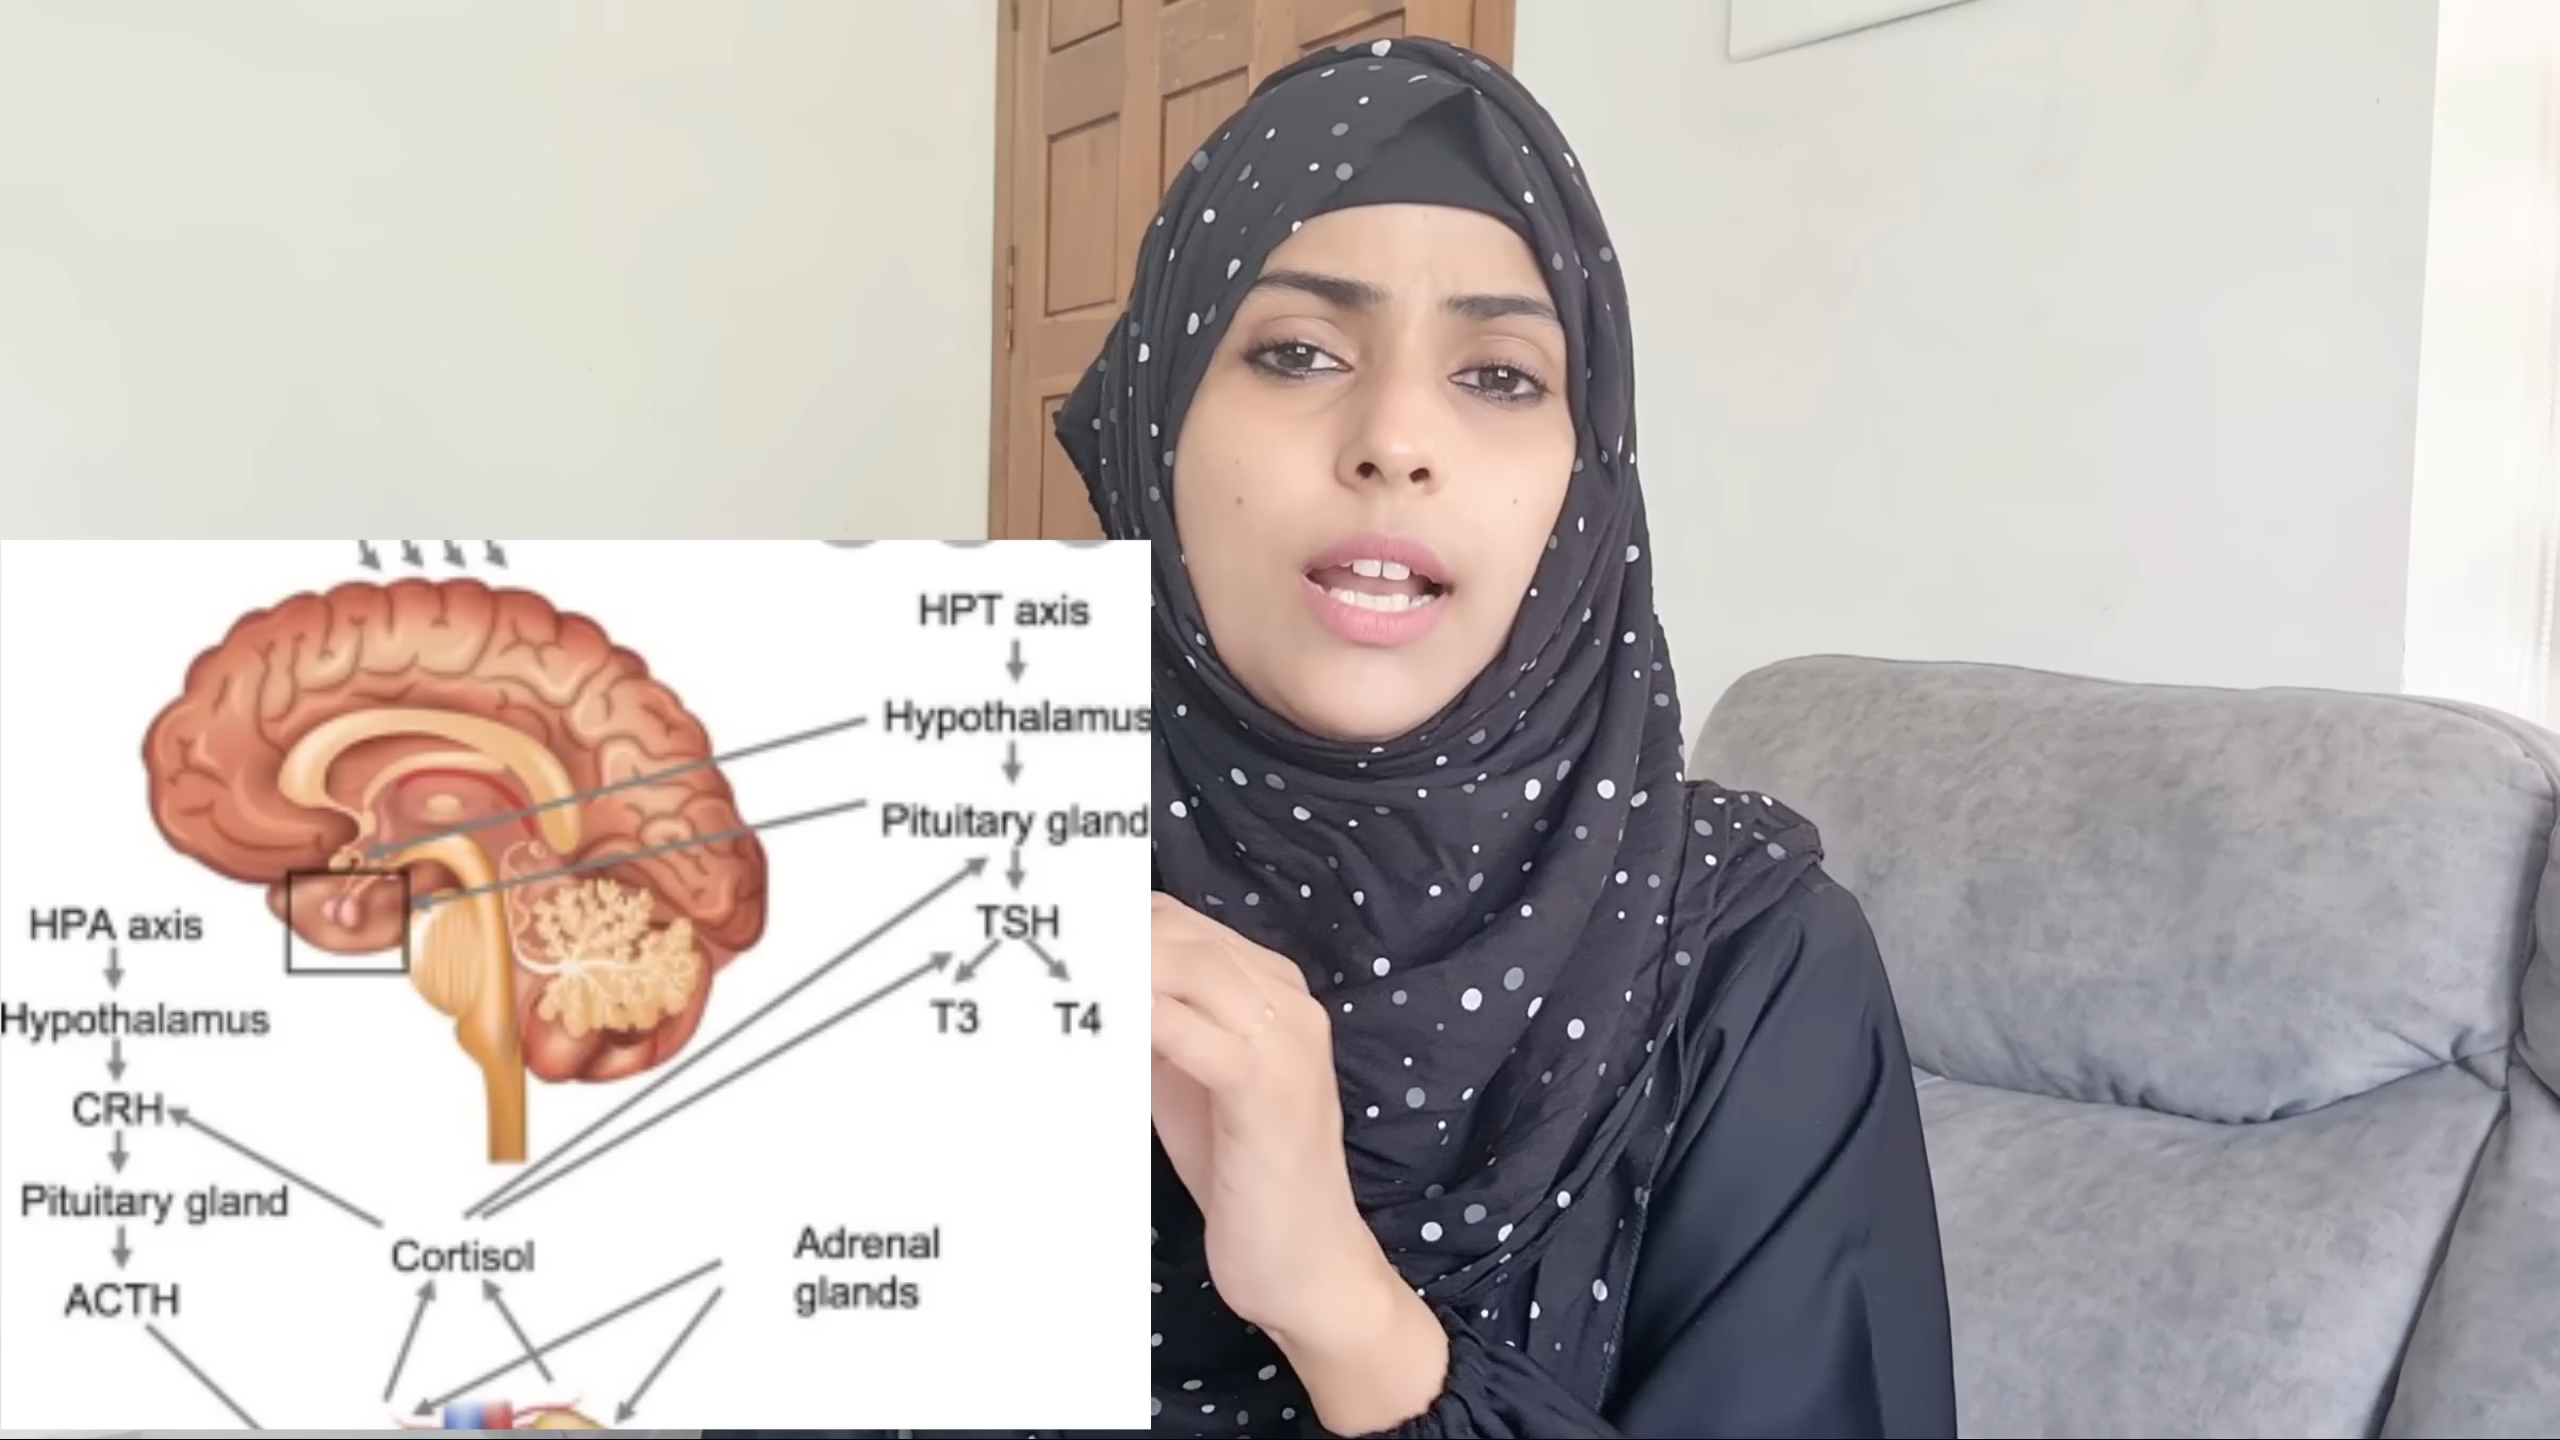 HPT axis
Hypothalamus
Pituitary gland
TSH
T3 T4
HPA axis
Hypothalamus
CRH
Pituitary gland
ACTH
Cortisol
Adrenal
glands